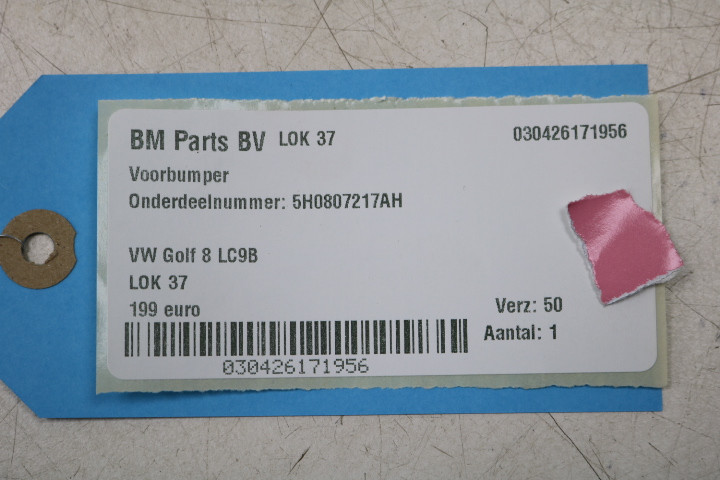 BM Parts BV LOK 37 030426171956
Voorbumper
Onderdeelnummer: 5H0807217AH
VW Golf 8 LC9B
LOK 37
199 euro Verz: 50
Aantal: 1
030426171956